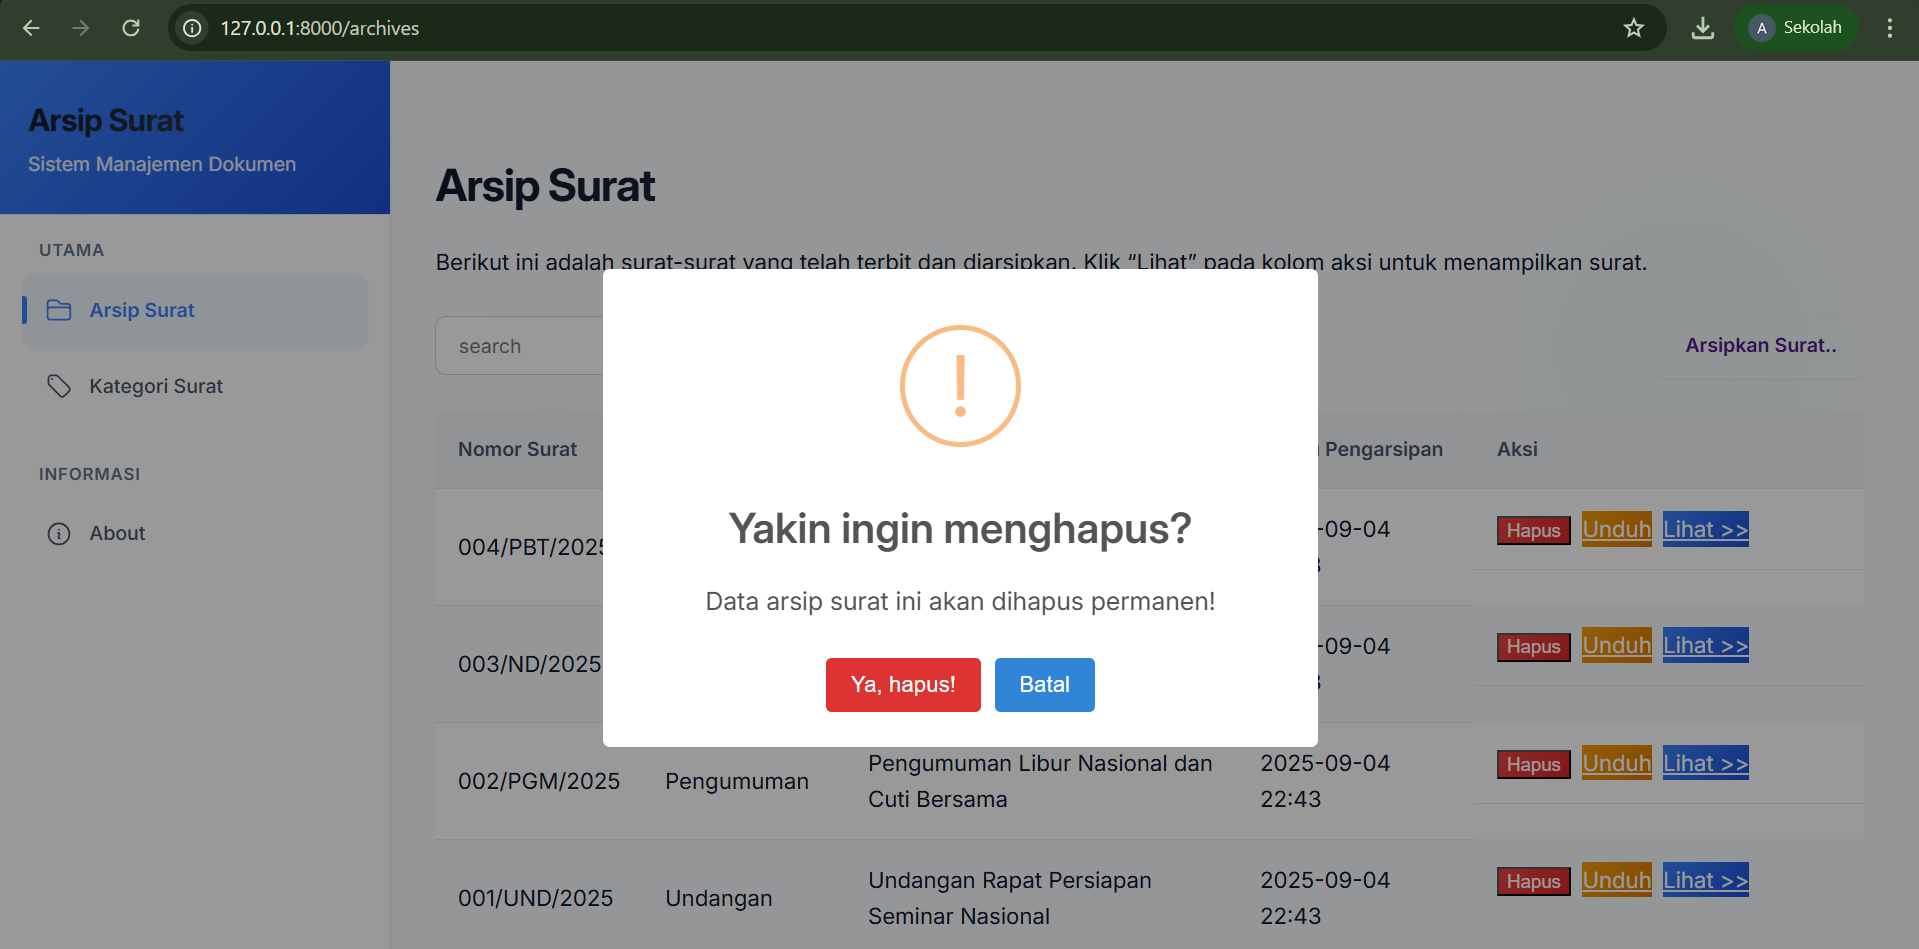 127.0.0.1:8000/archives
A Sekolah
Arsip Surat
Sistem Manajemen Dokumen
UTAMA
Arsip Surat
Kategori Surat
INFORMASI
About
Arsip Surat
Berikut ini adalah surat-surat yang telah terbit dan diarsipkan. Klik “Lihat” pada kolom aksi untuk menampilkan surat.
search
Arsipkan Surat..
Nomor Surat Pengarsipan Aksi
004/PBT/2025 -09-04 Hapus Unduh Lihat >>
003/ND/2025 -09-04 Hapus Unduh Lihat >>
002/PGM/2025 Pengumuman Pengumuman Libur Nasional dan 2025-09-04 Hapus Unduh Lihat >>
Cuti Bersama 22:43
001/UND/2025 Undangan Undangan Rapat Persiapan 2025-09-04 Hapus Unduh Lihat >>
Seminar Nasional 22:43
Yakin ingin menghapus?
Data arsip surat ini akan dihapus permanen!
Ya, hapus! Batal